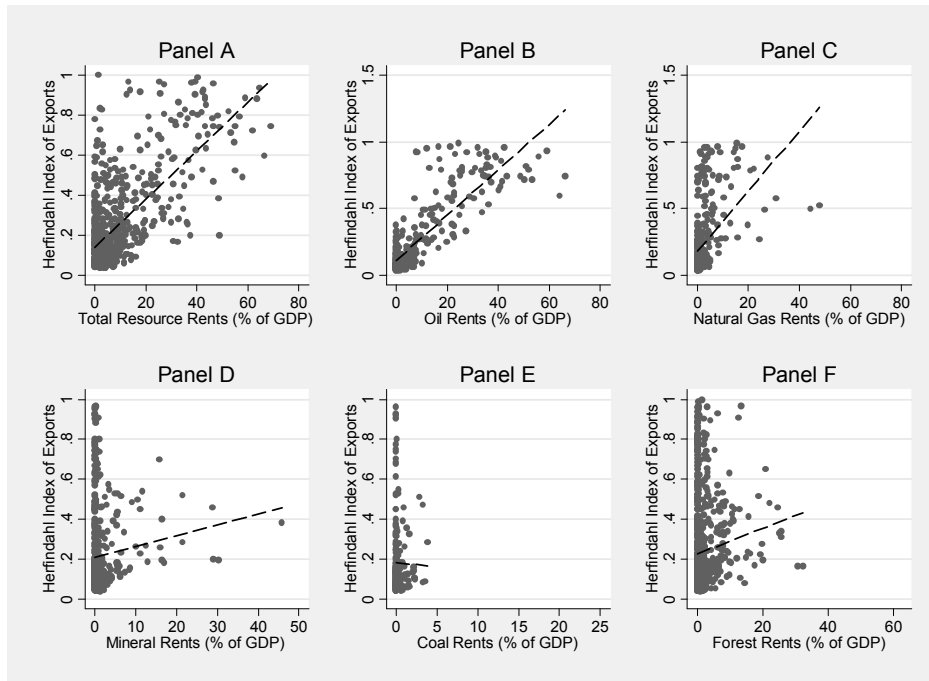 Panel A
Herfindahl Index of Exports
0 .2 .4 .6 .8 1
0 20 40 60 80
Total Resource Rents (% of GDP)
Panel B
Herfindahl Index of Exports
0 .5 1 1.5
0 20 40 60 80
Oil Rents (% of GDP)
Panel C
Herfindahl Index of Exports
0 .5 1 1.5
0 20 40 60 80
Natural Gas Rents (% of GDP)
Panel D
Herfindahl Index of Exports
0 .2 .4 .6 .8 1
0 10 20 30 40 50
Mineral Rents (% of GDP)
Panel E
Herfindahl Index of Exports
0 .2 .4 .6 .8 1
0 5 10 15 20 25
Coal Rents (% of GDP)
Panel F
Herfindahl Index of Exports
0 .2 .4 .6 .8 1
0 20 40 60
Forest Rents (% of GDP)